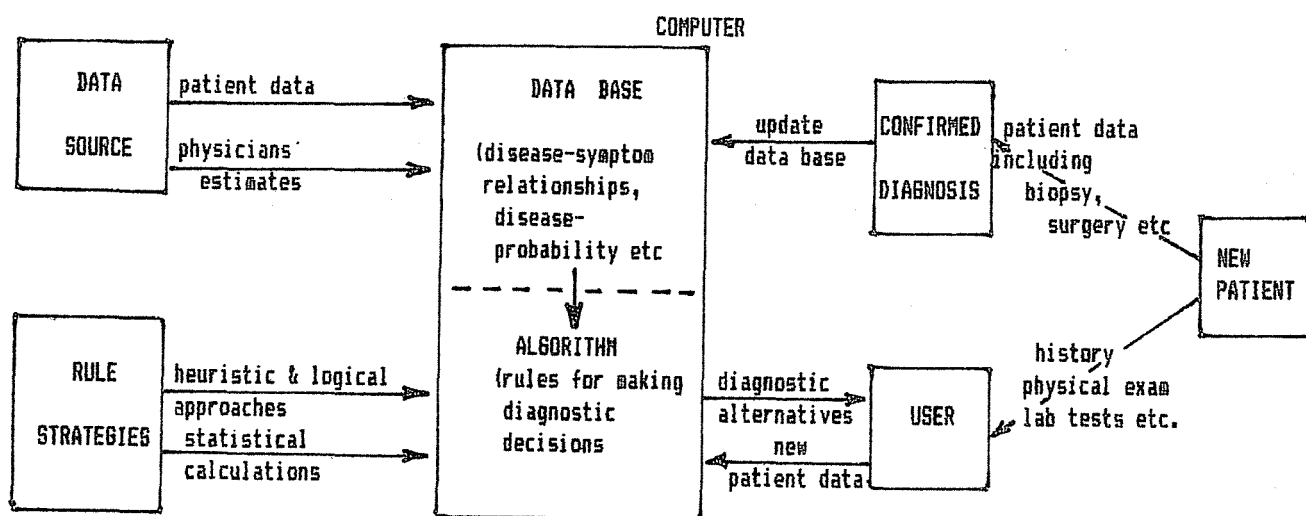 COMPUTER
DATA
SOURCE
patient data
physicians'
estimates
DATA BASE
(disease-symptom
relationships,
disease-
probability etc
ALGORITHM
(rules for making
diagnostic
decisions
RULE
STRATEGIES
heuristic & logical
approaches
statistical
calculations
update
data base
CONFIRMED
DIAGNOSIS
patient data
including
biopsy,
surgery etc
NEW
PATIENT
history
physical exam
lab tests etc.
diagnostic
alternatives
new
patient data
USER